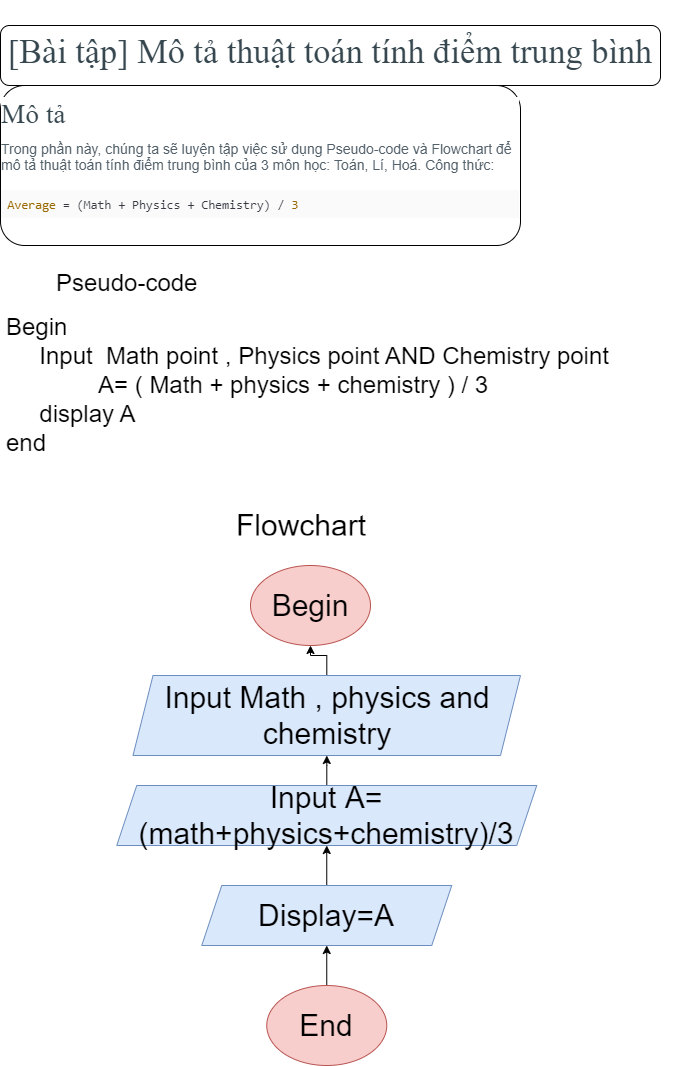 [Bài tập] Mô tả thuật toán tính điểm trung bình
Mô tả
Trong phần này, chúng ta sẽ luyện tập việc sử dụng Pseudo-code và Flowchart để
mô tả thuật toán tính điểm trung bình của 3 môn học: Toán, Lí, Hoá. Công thức:
Average = (Math + Physics + Chemistry) / 3
Pseudo-code
Begin
Input Math point , Physics point AND Chemistry point
A= ( Math + physics + chemistry ) / 3
display A
end
Flowchart
Begin
Input Math , physics and
chemistry
Input A=
(math+physics+chemistry)/3
Display=A
End